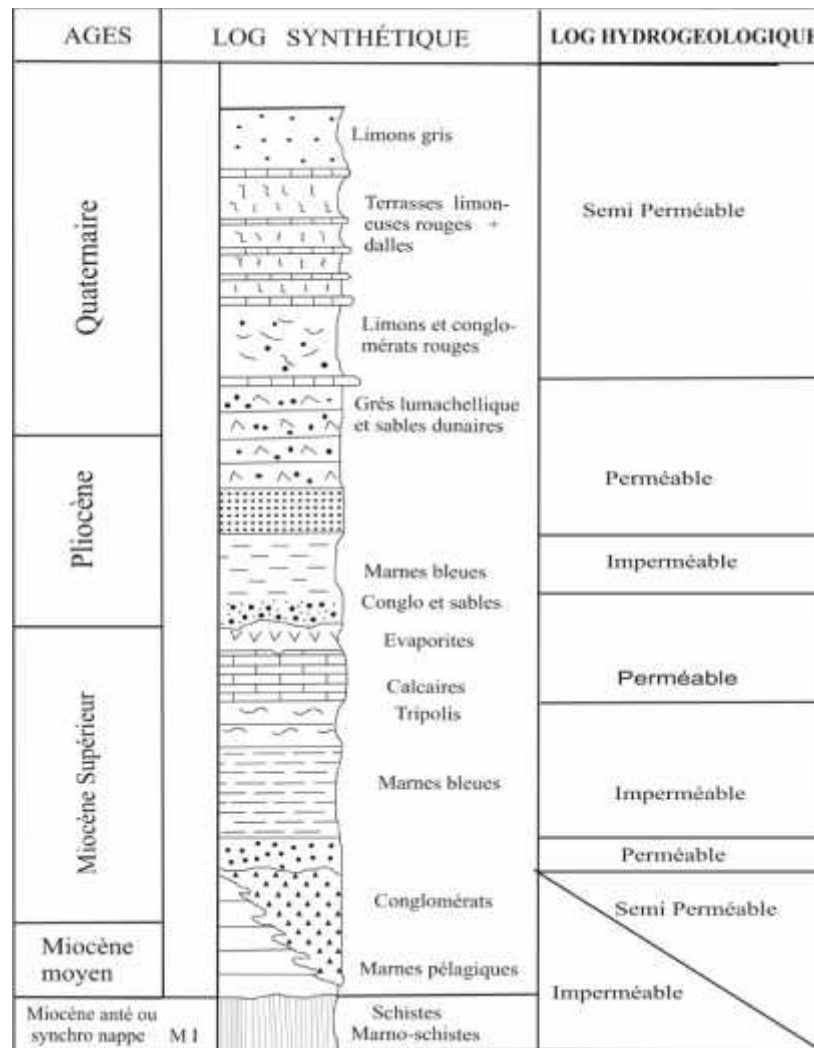 AGES
LOG SYNTHÉTIQUE
LOG HYDROGEOLOGIQUE
Quaternaire
Pliocène
Miocène Supérieur
Miocène
moyen
Miocène anté ou
synchro nappe M I
Limons gris
Terrasses limon-
euses rouges +
dalles
Limons et conglo-
mérats rouges
Grés lumachellique
et sables dunaires
Marnes bleues
Conglo et sables
Evaporites
Calcaires
Tripolis
Marnes bleues
Conglomérats
Marnes pélagiques
Schistes
Marno-schistes
Semi Perméable
Perméable
Imperméable
Perméable
Imperméable
Perméable
Semi Perméable
Imperméable